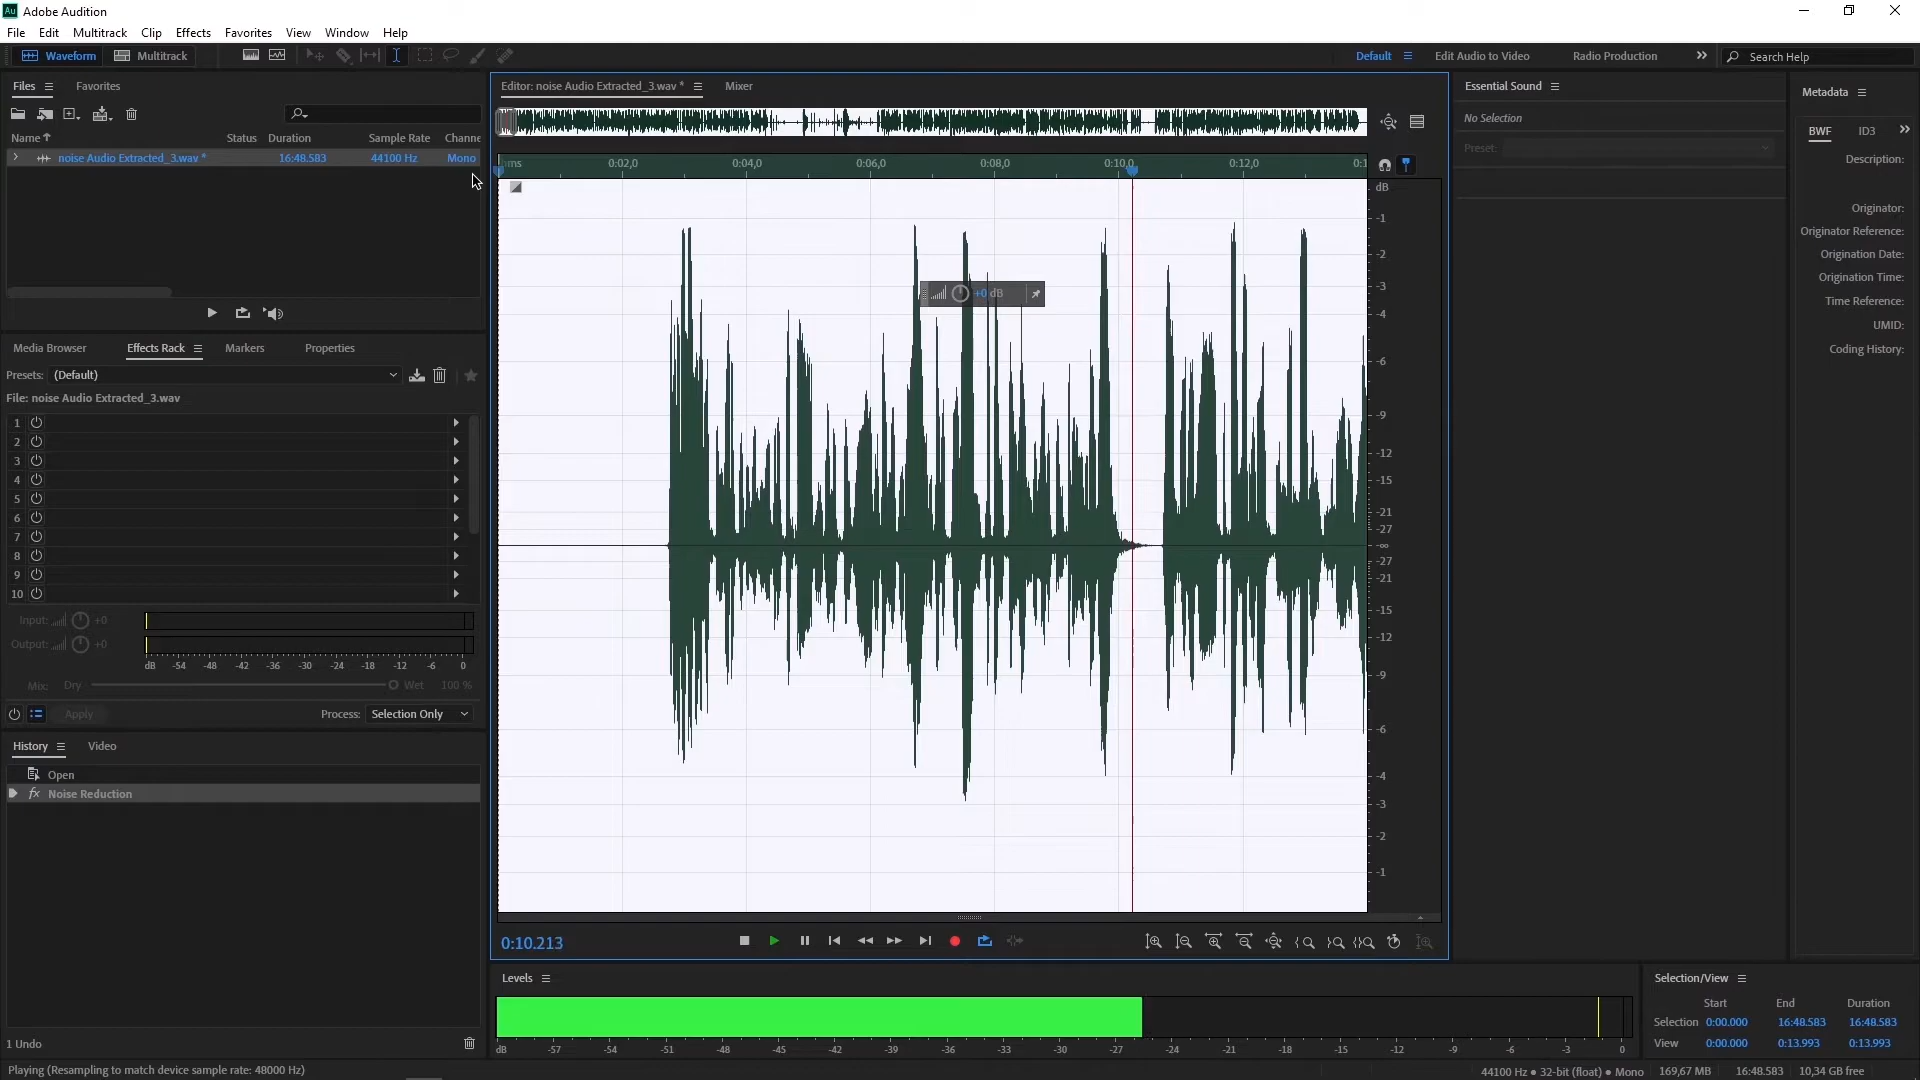 Adobe Audition
File Edit Multitrack Clip Effects Favorites View Window Help
Waveform Multitrack
Default Edit Audio to Video Radio Production Search Help
Files Favorites
Name Status Duration Sample Rate Channe
noise Audio Extracted_3.wav * 16:48.583 44100 Hz Mono
Media Browser Effects Rack Markers Properties
Presets: (Default)
File: noise Audio Extracted_3.wav
1
2
3
4
5
6
7
8
9
10
Input: +0
Output: +0
dB -54 -48 -42 -36 -30 -24 -18 -12 -6 0
Mix: Dry Wet 100 %
Apply Process: Selection Only
History Video
Open
fx Noise Reduction
1 Undo
Playing (Resampling to match device sample rate: 48000 Hz)
Editor: noise Audio Extracted_3.wav * Mixer
hms 0:02,0 0:04,0 0:06,0 0:08,0 0:10,0 0:12,0 0:1
+0 dB
dB
-1
-2
-3
-4
-6
-9
-12
-15
-21
-27
-∞
-27
-21
-15
-12
-9
-6
-4
-3
-2
-1
0:10.213
Levels
dB -57 -54 -51 -48 -45 -42 -39 -36 -33 -30 -27 -24 -21 -18 -15 -12 -9 -6 -3 0
Essential Sound
No Selection
Preset:
Metadata
BWF ID3
Description:
Originator:
Originator Reference:
Origination Date:
Origination Time:
Time Reference:
UMID:
Coding History:
Selection/View
Start End Duration
Selection 0:00.000 16:48.583 16:48.583
View 0:00.000 0:13.993 0:13.993
44100 Hz ● 32-bit (float) ● Mono 169,67 MB 16:48.583 10,34 GB free